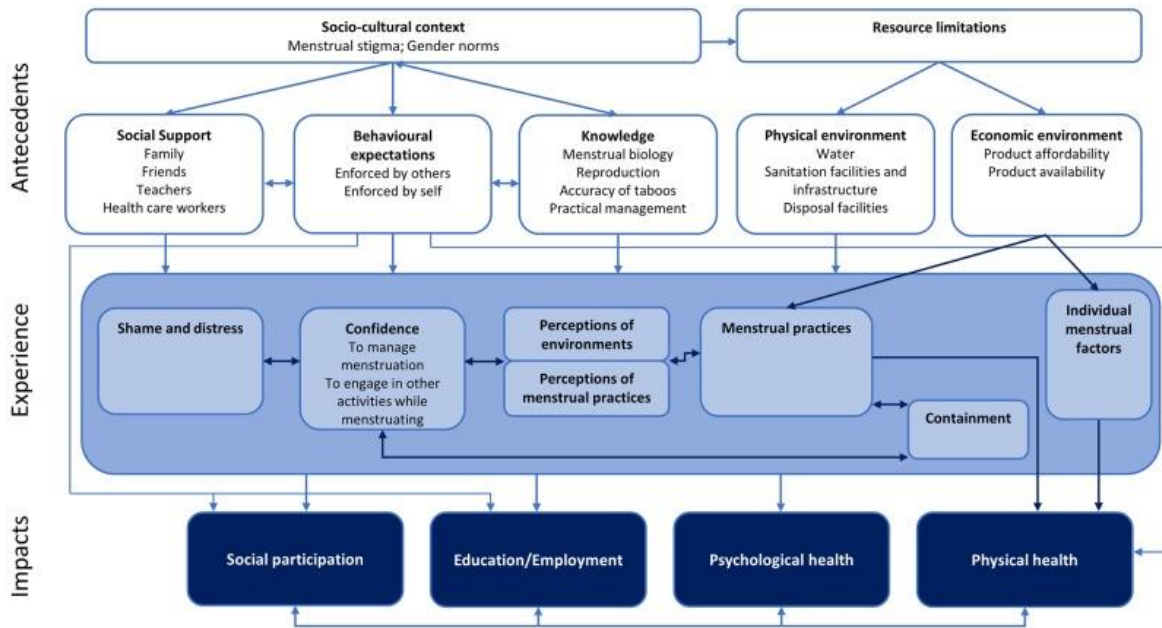 Antecedents
Socio-cultural context
Menstrual stigma; Gender norms
Resource limitations
Social Support
Family
Friends
Teachers
Health care workers
Behavioural
expectations
Enforced by others
Enforced by self
Knowledge
Menstrual biology
Reproduction
Accuracy of taboos
Practical management
Physical environment
Water
Sanitation facilities and
infrastructure
Disposal facilities
Economic environment
Product affordability
Product availability
Experience
Shame and distress
Confidence
To manage
menstruation
To engage in other
activities while
menstruating
Perceptions of
environments
Perceptions of
menstrual practices
Menstrual practices
Containment
Individual
menstrual
factors
Impacts
Social participation
Education/Employment
Psychological health
Physical health